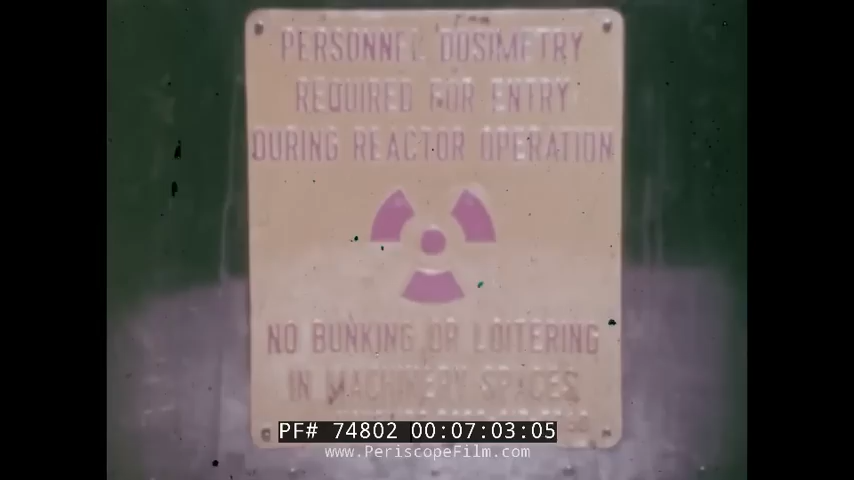 PERSONNEL DOSIMETRY
REQUIRED FOR ENTRY
DURING REACTOR OPERATION
NO BUNKING OR LOITERING
IN MACHINERY SPACES
PF# 74802 00:07:03:05
www.PeriscopeFilm.com